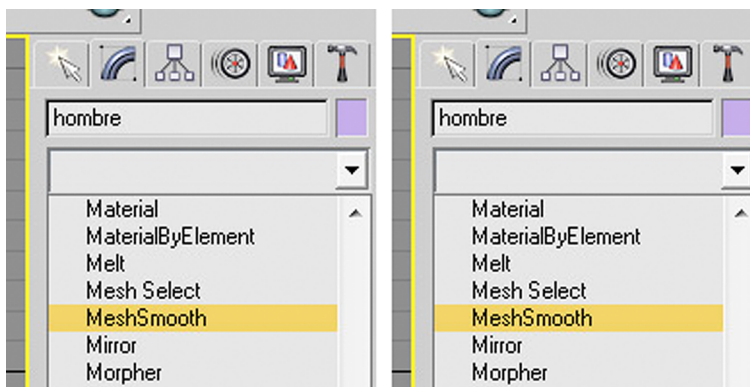 hombre
Material
MaterialByElement
Melt
Mesh Select
MeshSmooth
Mirror
Morpher
hombre
Material
MaterialByElement
Melt
Mesh Select
MeshSmooth
Mirror
Morpher